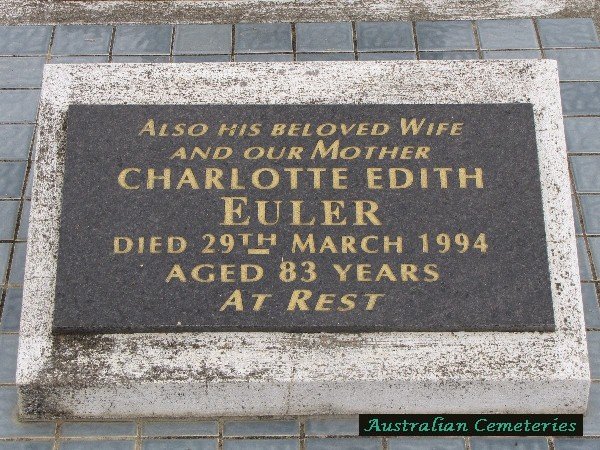 Also his beloved Wife
and our Mother
CHARLOTTE EDITH
EULER
DIED 29TH MARCH 1994
AGED 83 YEARS
At Rest
Australian Cemeteries